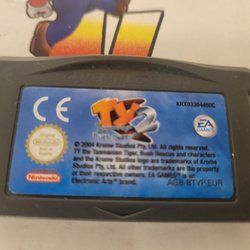 CE
TY 2
XRX03304460C
EA
EA GAMES
Nintendo
© 2004 Krome Studios Pty, Ltd. All rights reserved.
TY the Tasmanian Tiger, Bush Rescue and characters
and the Krome Studios logo are trademarks of Krome
Studios Pty, Ltd. All other trademarks are the property
of their respective owners. EA GAMES™ is an
Electronic Arts™ brand.
AGB-BTYP-EUR